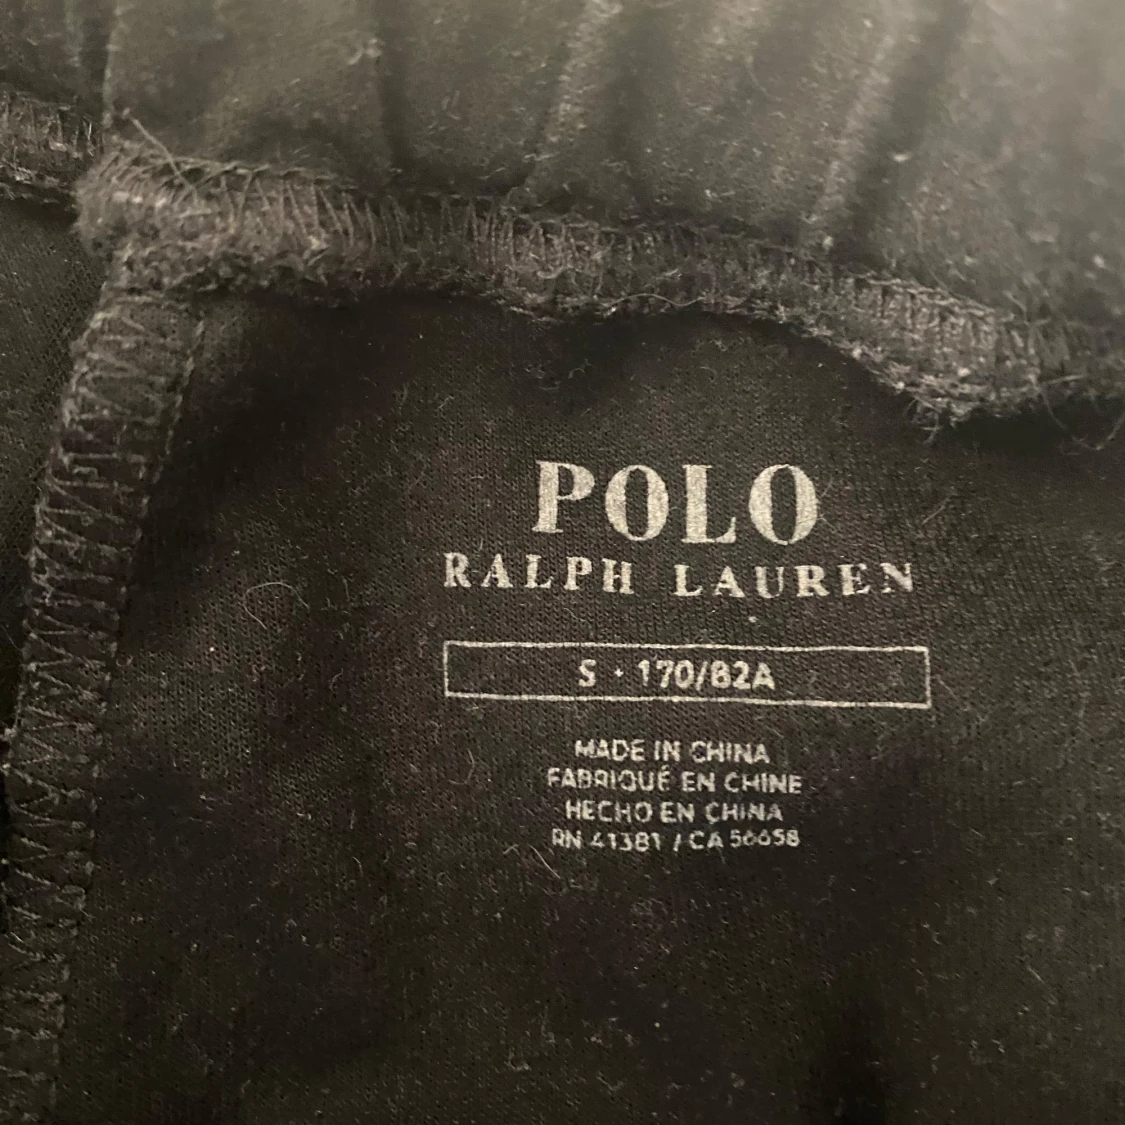 POLO
RALPH LAUREN
S · 170/82A
MADE IN CHINA
FABRIQUÉ EN CHINE
HECHO EN CHINA
RN 41381 / CA 56658